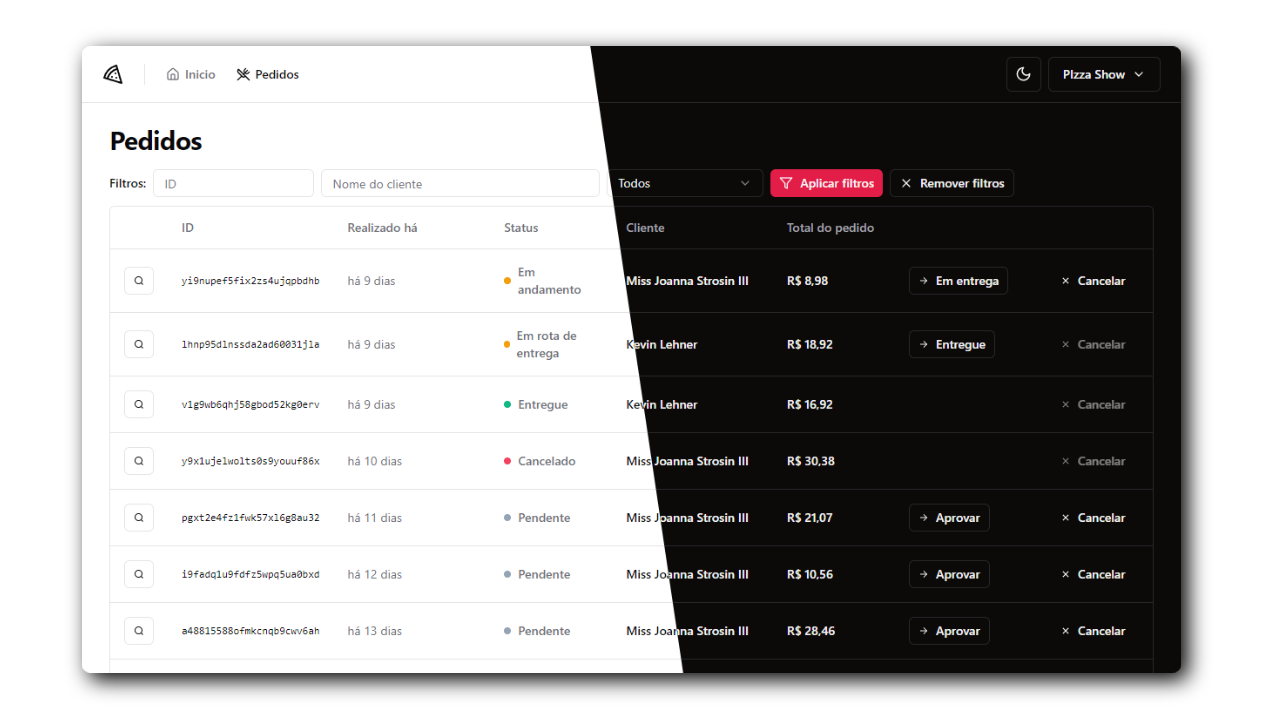 Inicio Pedidos PIzza Show
Pedidos
Filtros: ID Nome do cliente Todos Aplicar filtros Remover filtros
ID Realizado há Status Cliente Total do pedido
yi9nupef5fix2zs4ujqpbdhb há 9 dias Em andamento Miss Joanna Strosin III R$ 8,98 Em entrega Cancelar
lhnp95dlnssda2ad60031jla há 9 dias Em rota de entrega Kevin Lehner R$ 18,92 Entregue Cancelar
v1g9wb6qhj58gbod52kg0erv há 9 dias Entregue Kevin Lehner R$ 16,92 Cancelar
y9x1ujelwolts0s9youuf86x há 10 dias Cancelado Miss Joanna Strosin III R$ 30,38 Cancelar
pgxt2e4fz1fwk57xl6g8au32 há 11 dias Pendente Miss Joanna Strosin III R$ 21,07 Aprovar Cancelar
i9fadq1u9fdfz5wpq5ua0bxd há 12 dias Pendente Miss Joanna Strosin III R$ 10,56 Aprovar Cancelar
a48815588ofmkcnqb9cwv6ah há 13 dias Pendente Miss Joanna Strosin III R$ 28,46 Aprovar Cancelar